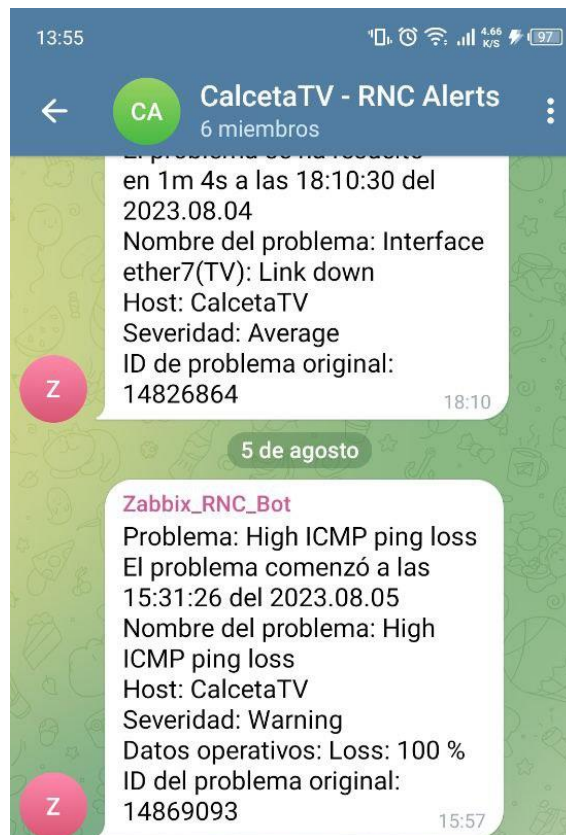 13:55
4.66
K/S
97
CA
CalcetaTV - RNC Alerts
6 miembros
en 1m 4s a las 18:10:30 del
2023.08.04
Nombre del problema: Interface
ether7(TV): Link down
Host: CalcetaTV
Severidad: Average
ID de problema original:
14826864
18:10
Z
5 de agosto
Zabbix_RNC_Bot
Problema: High ICMP ping loss
El problema comenzó a las
15:31:26 del 2023.08.05
Nombre del problema: High
ICMP ping loss
Host: CalcetaTV
Severidad: Warning
Datos operativos: Loss: 100 %
ID del problema original:
14869093
15:57
Z